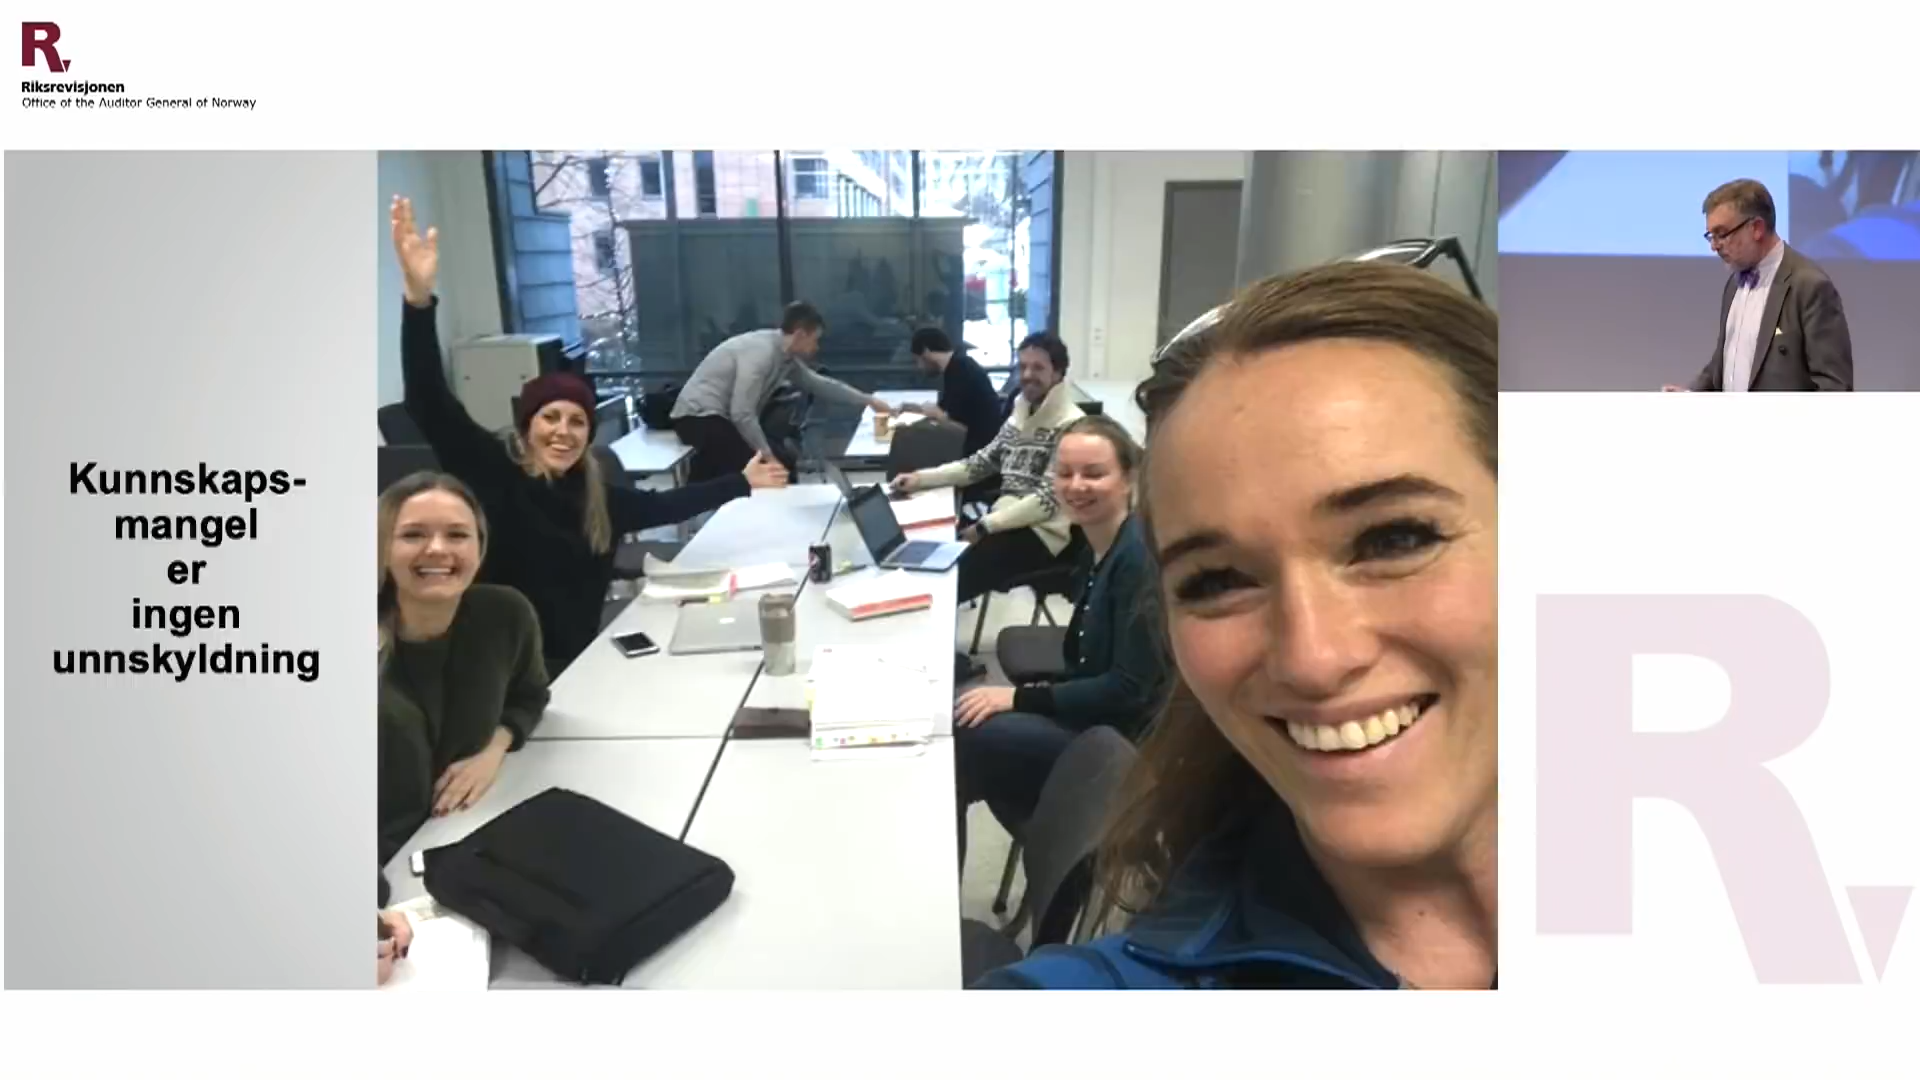 R
Riksrevisjonen
Office of the Auditor General of Norway
Kunnskaps-
mangel
er
ingen
unnskyldning
R